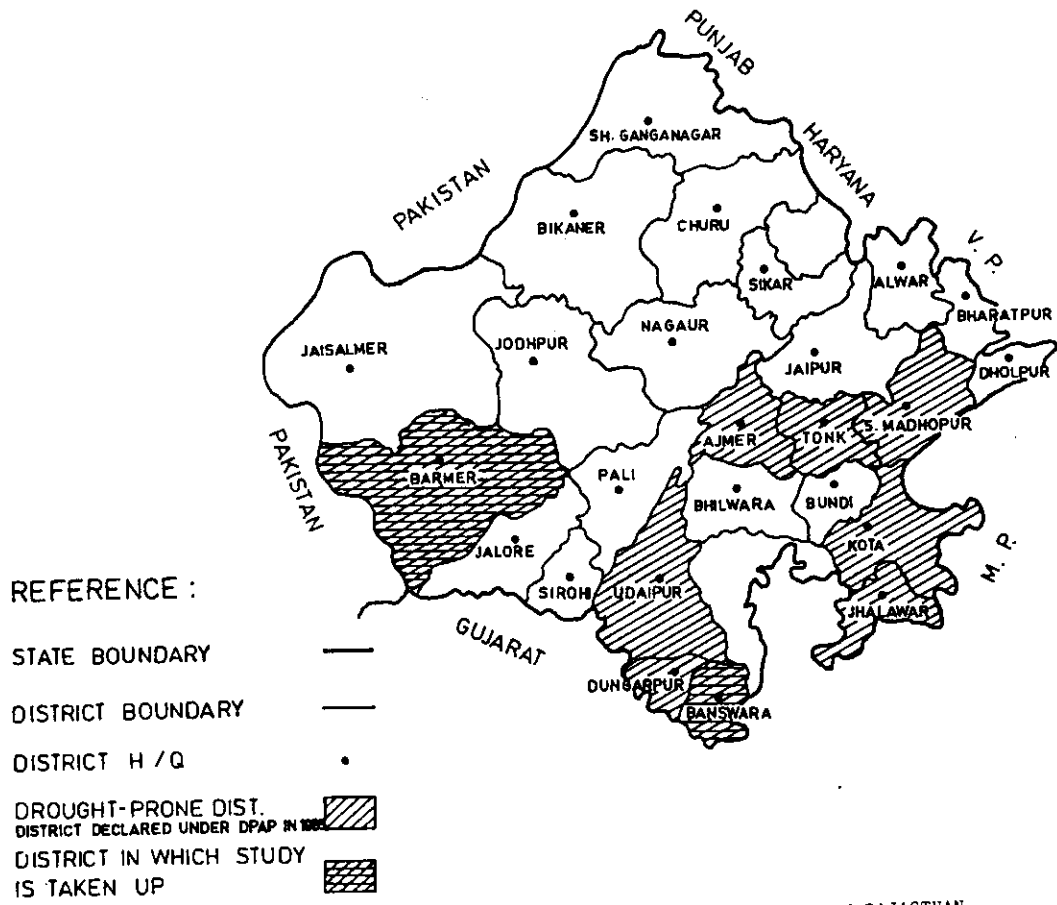 PUNJAB
HARYANA
PAKISTAN
SH. GANGANAGAR
BIKANER
CHURU
SIKAR
ALWAR
V. P.
BHARATPUR
JAISALMER
JODHPUR
NAGAUR
JAIPUR
DHOLPUR
PAKISTAN
BARMER
PALI
AJMER
TONK
S. MADHOPUR
BHILWARA
BUNDI
KOTA
M. P.
JALORE
SIROHI
UDAIPUR
JHALAWAR
GUJARAT
DUNGARPUR
BANSWARA
REFERENCE :
STATE BOUNDARY
DISTRICT BOUNDARY
DISTRICT H/Q
DROUGHT-PRONE DIST.
DISTRICT DECLARED UNDER DPAP IN
DISTRICT IN WHICH STUDY
IS TAKEN UP
RAJASTHAN